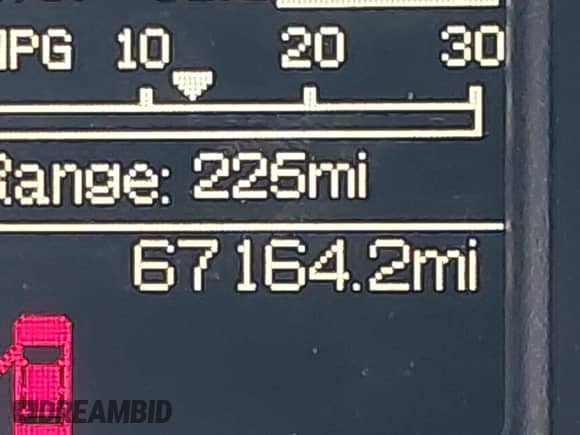 MPG 10 20 30
Range: 225mi
67164.2mi
DREAMBID